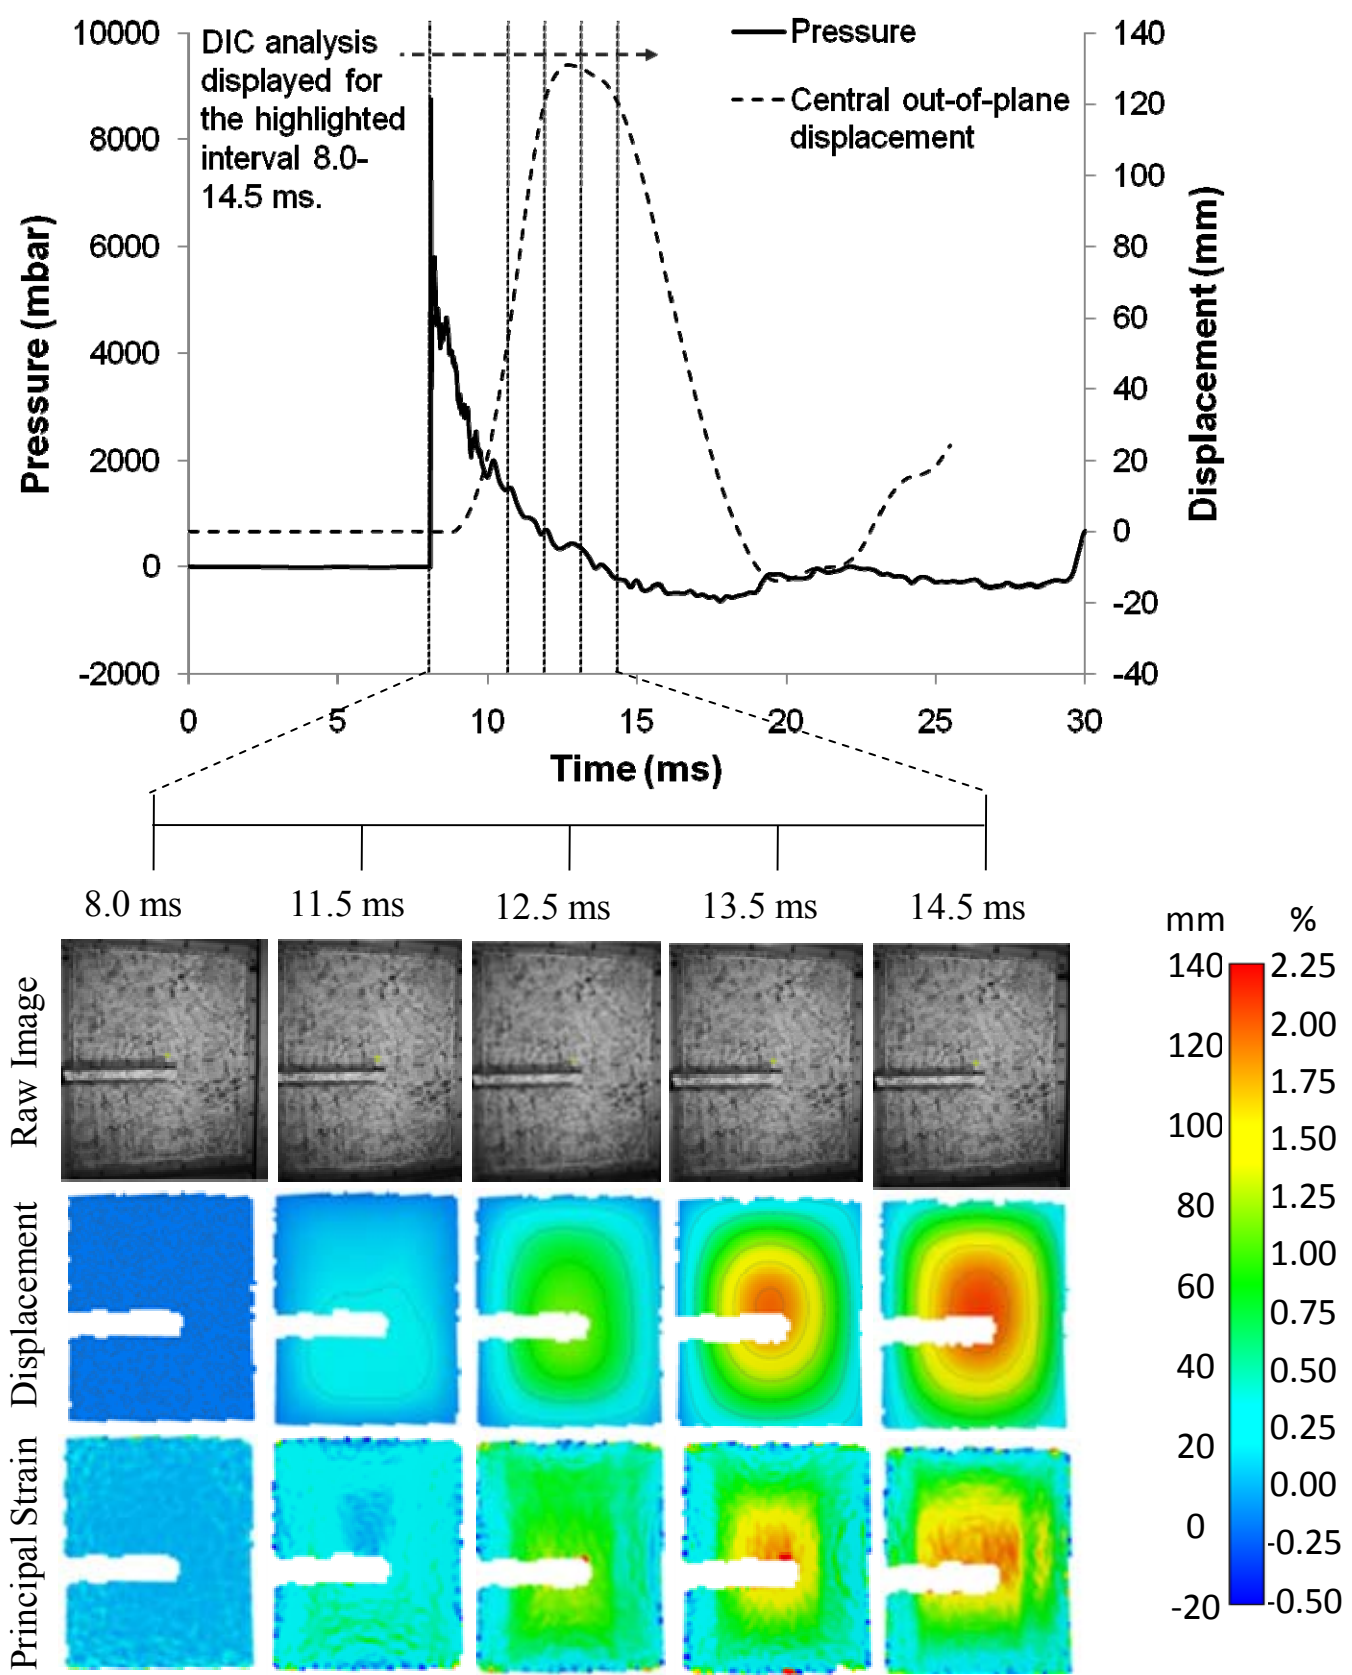 10000
8000
6000
4000
2000
0
-2000
Pressure (mbar)
DIC analysis
displayed for
the highlighted
interval 8.0-
14.5 ms.
Pressure
Central out-of-plane
displacement
140
120
100
80
60
40
20
0
-20
-40
Displacement (mm)
0 5 10 15 20 25 30
Time (ms)
8.0 ms 11.5 ms 12.5 ms 13.5 ms 14.5 ms
Raw Image
Displacement
Principal Strain
mm %
140 2.25
2.00
120
1.75
100
1.50
80 1.25
1.00
60
0.75
40 0.50
0.25
20
0.00
0
-0.25
-20 -0.50